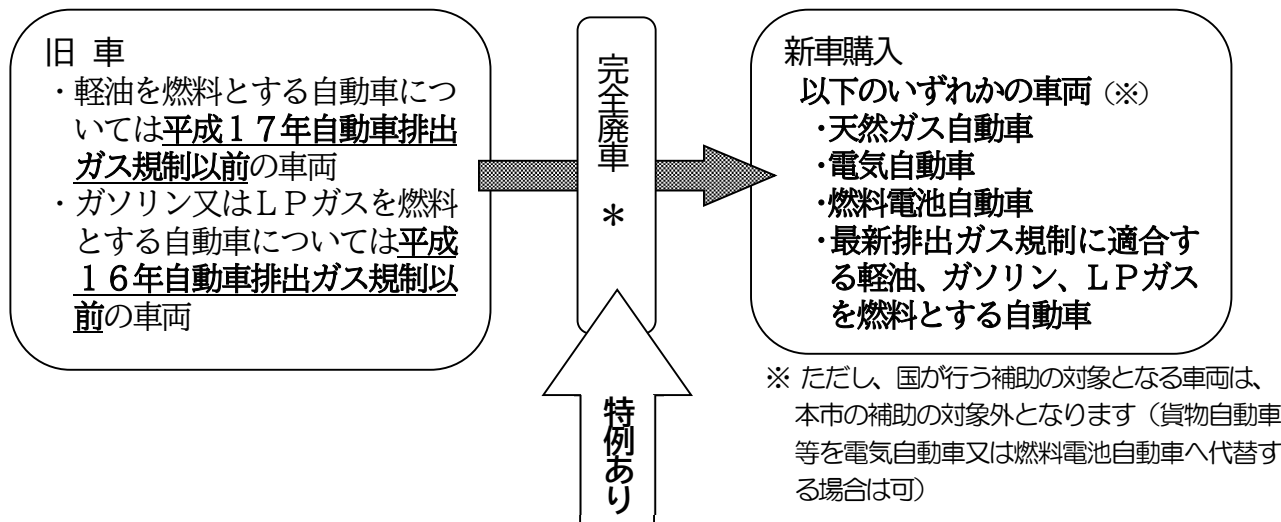 旧 車
・軽油を燃料とする自動車につ
いては平成１７年自動車排出
ガス規制以前の車両
・ガソリン又はＬＰガスを燃料
とする自動車については平成
１６年自動車排出ガス規制以
前の車両
完全廃車 ＊
特例あり
新車購入
以下のいずれかの車両（※）
・天然ガス自動車
・電気自動車
・燃料電池自動車
・最新排出ガス規制に適合す
る軽油、ガソリン、ＬＰガス
を燃料とする自動車
※ ただし、国が行う補助の対象となる車両は、
本市の補助の対象外となります（貨物自動車
等を電気自動車又は燃料電池自動車へ代替す
る場合は可）